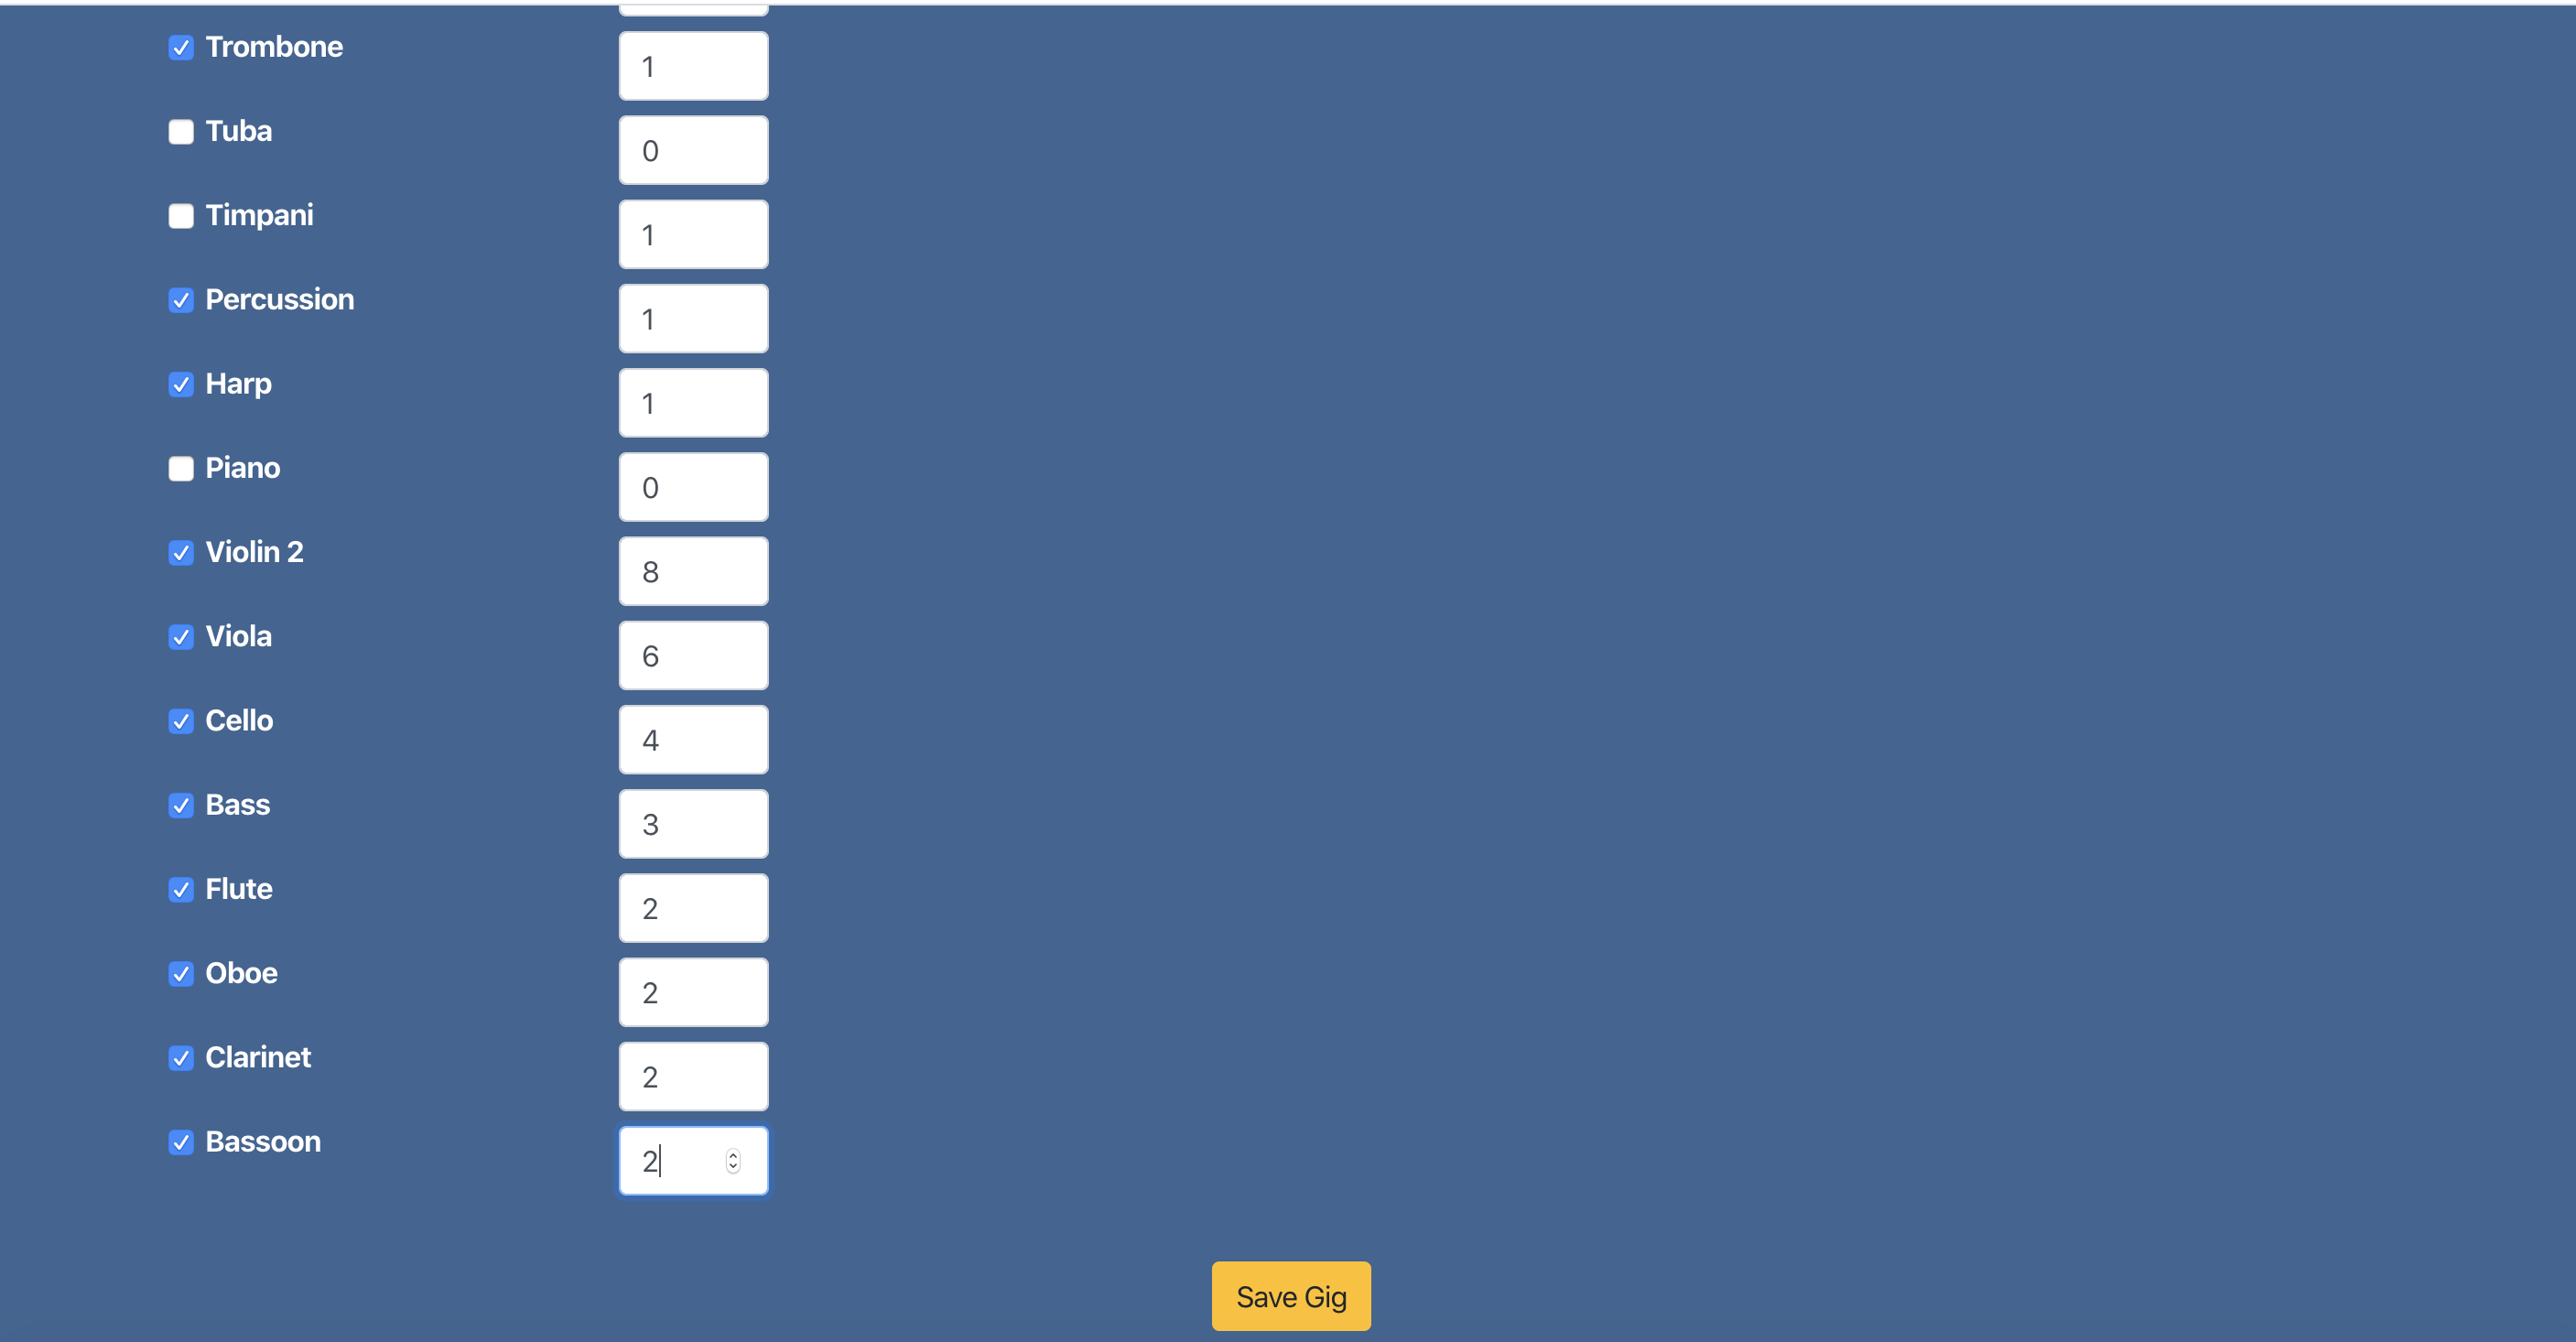 Trombone 1
Tuba 0
Timpani 1
Percussion 1
Harp 1
Piano 0
Violin 2 8
Viola 6
Cello 4
Bass 3
Flute 2
Oboe 2
Clarinet 2
Bassoon 2
Save Gig